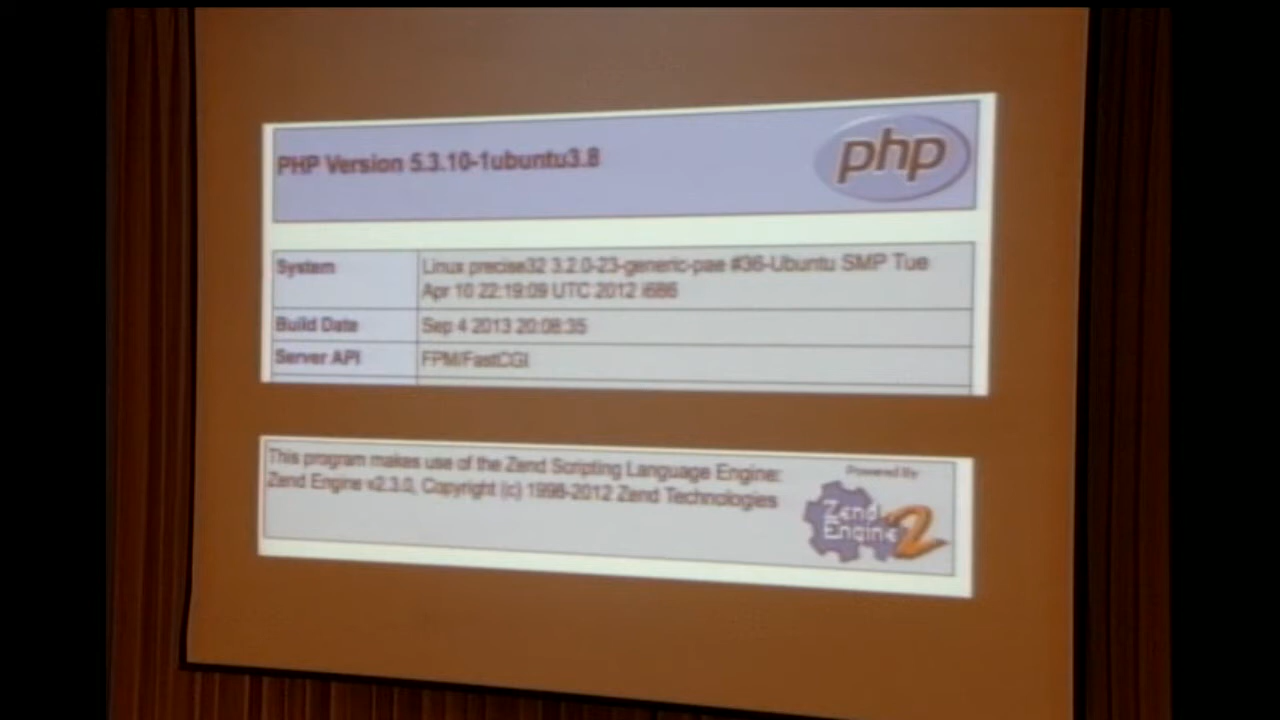 PHP Version 5.3.10-1ubuntu3.8
php
System
Linux precise32 3.2.0-23-generic-pae #36-Ubuntu SMP Tue
Apr 10 22:19:09 UTC 2012 i686
Build Date
Sep 4 2013 20:08:35
Server API
FPM/FastCGI
This program makes use of the Zend Scripting Language Engine:
Zend Engine v2.3.0, Copyright (c) 1998-2012 Zend Technologies
Powered By
Zend
Engine 2